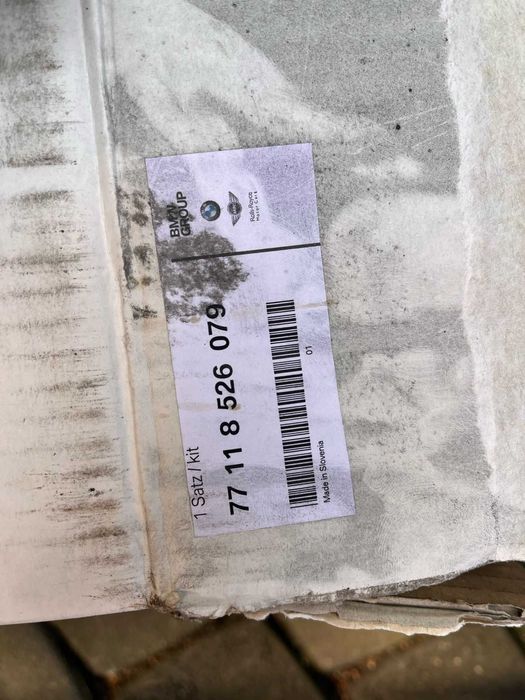 BMW
GROUP
Rolls-Royce
Motor Cars
1 Satz / kit
77 11 8 526 079
01
Made in Slovenia